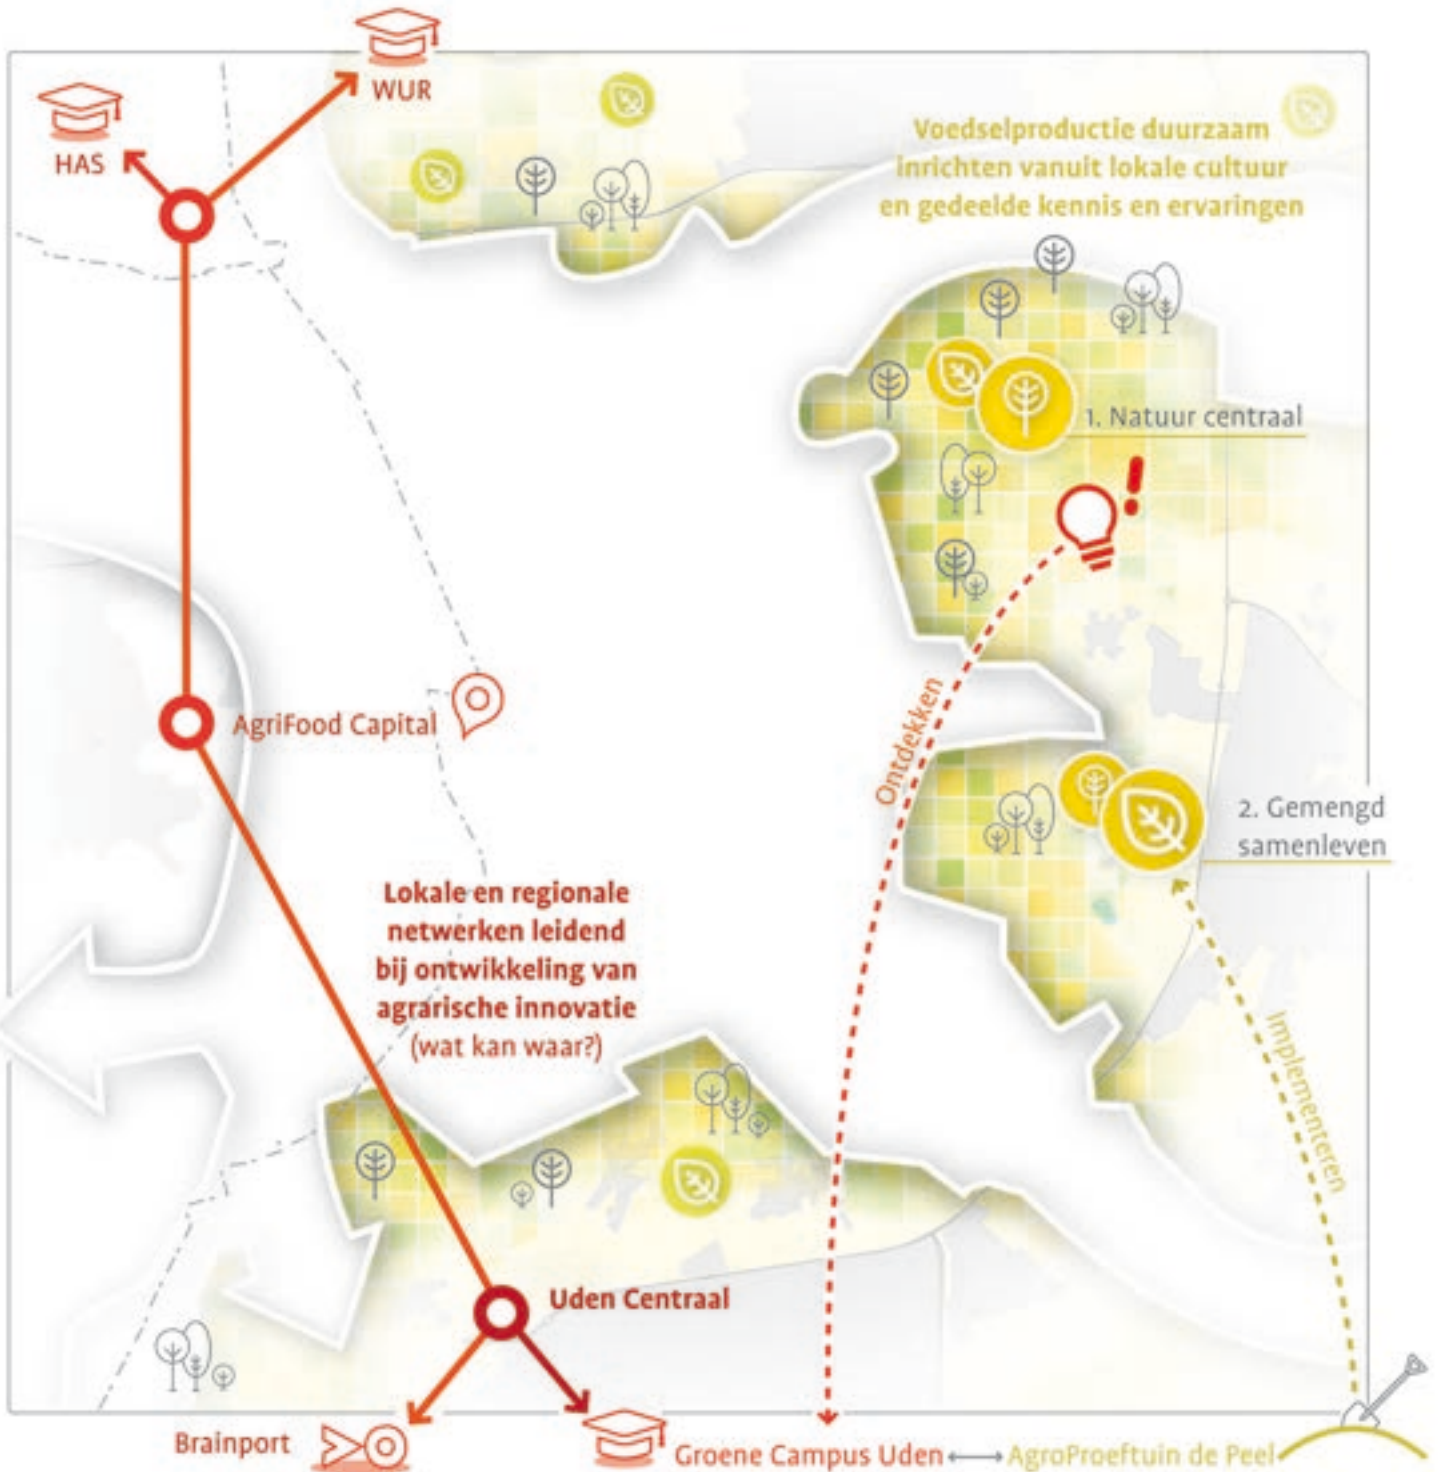 WUR
HAS
Voedselproductie duurzaam
inrichten vanuit lokale cultuur
en gedeelde kennis en ervaringen
1. Natuur centraal
!
Ontdekken
AgriFood Capital
2. Gemengd
samenleven
Lokale en regionale
netwerken leidend
bij ontwikkeling van
agrarische innovatie
(wat kan waar?)
Implementeren
Uden Centraal
Brainport
Groene Campus Uden
AgroProeftuin de Peel